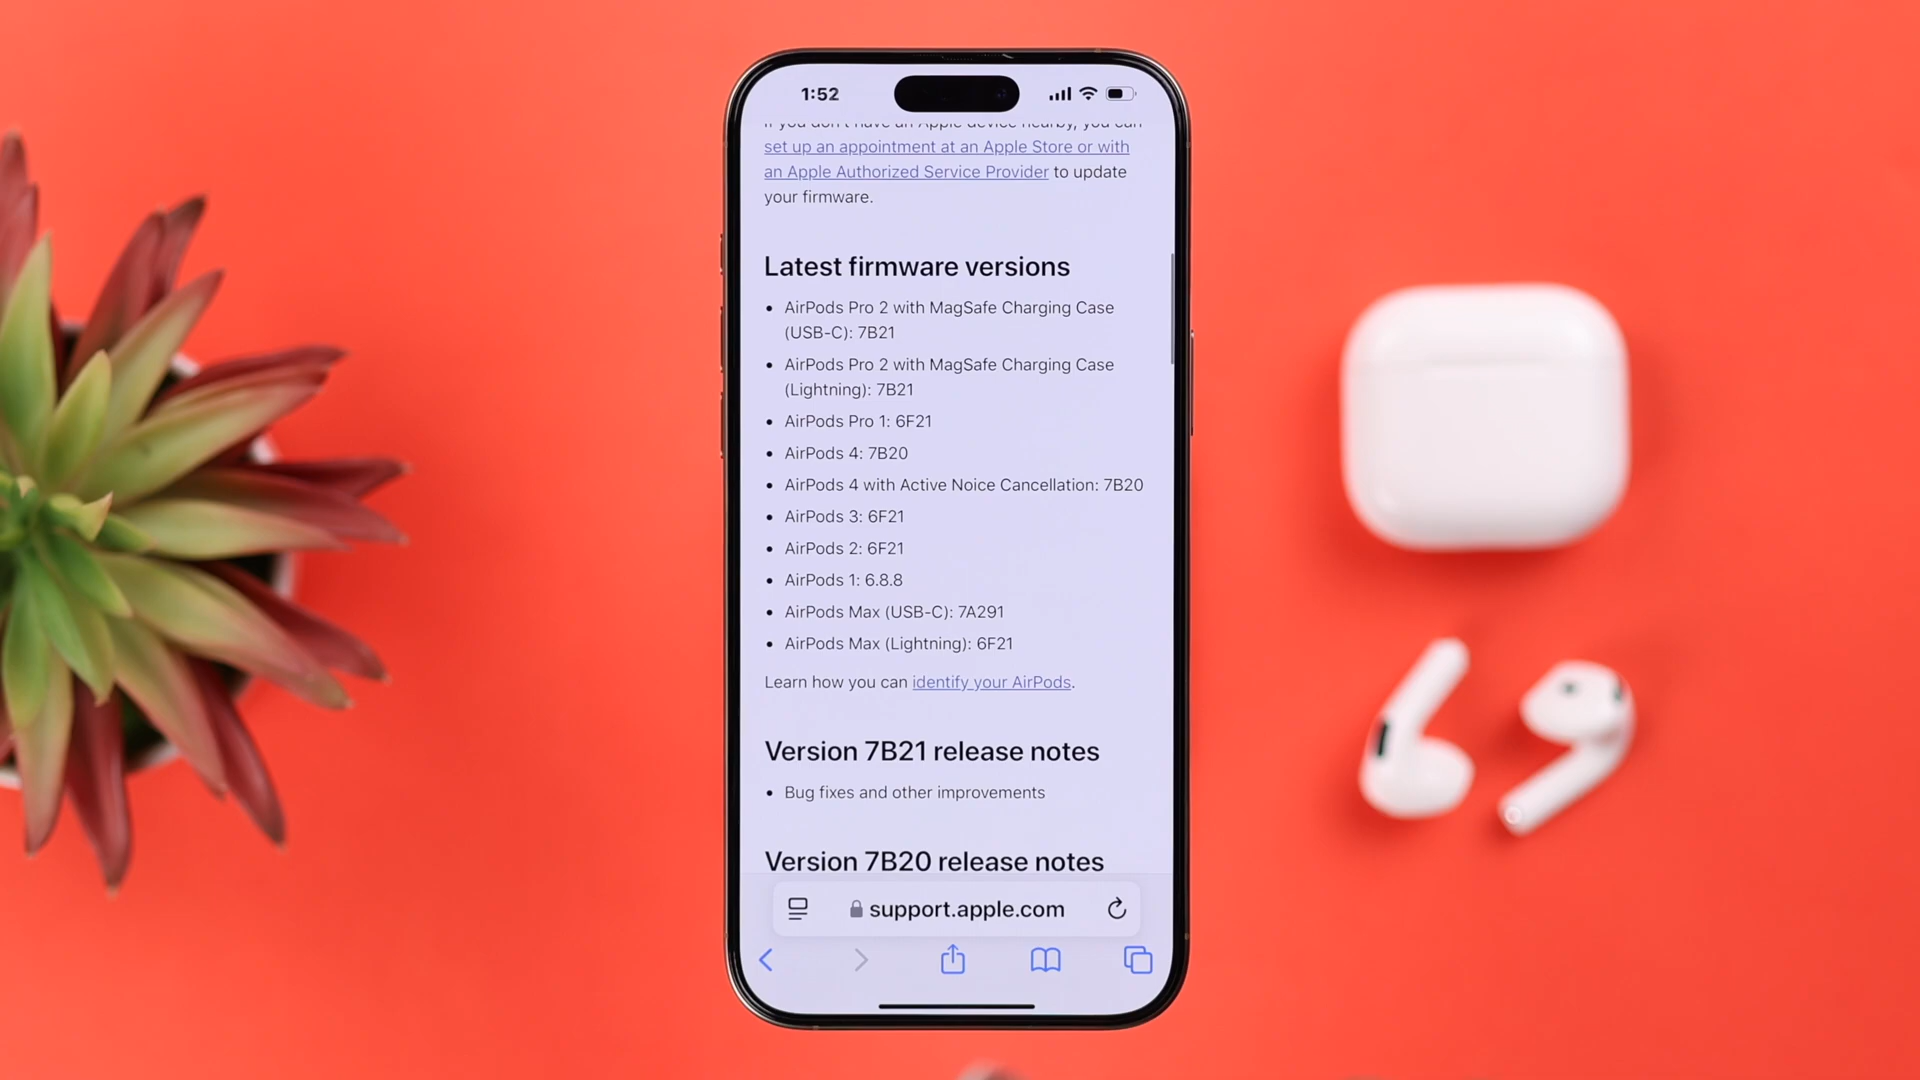 1:52
If you don't have an Apple device nearby, you can
set up an appointment at an Apple Store or with
an Apple Authorized Service Provider to update
your firmware.
Latest firmware versions
• AirPods Pro 2 with MagSafe Charging Case
(USB-C): 7B21
• AirPods Pro 2 with MagSafe Charging Case
(Lightning): 7B21
• AirPods Pro 1: 6F21
• AirPods 4: 7B20
• AirPods 4 with Active Noice Cancellation: 7B20
• AirPods 3: 6F21
• AirPods 2: 6F21
• AirPods 1: 6.8.8
• AirPods Max (USB-C): 7A291
• AirPods Max (Lightning): 6F21
Learn how you can identify your AirPods.
Version 7B21 release notes
• Bug fixes and other improvements
Version 7B20 release notes
support.apple.com